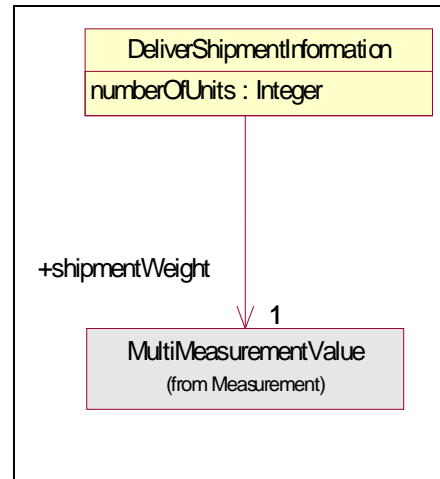 DeliverShipmentInformation
numberOfUnits : Integer
+shipmentWeight
1
MultiMeasurementValue
(from Measurement)